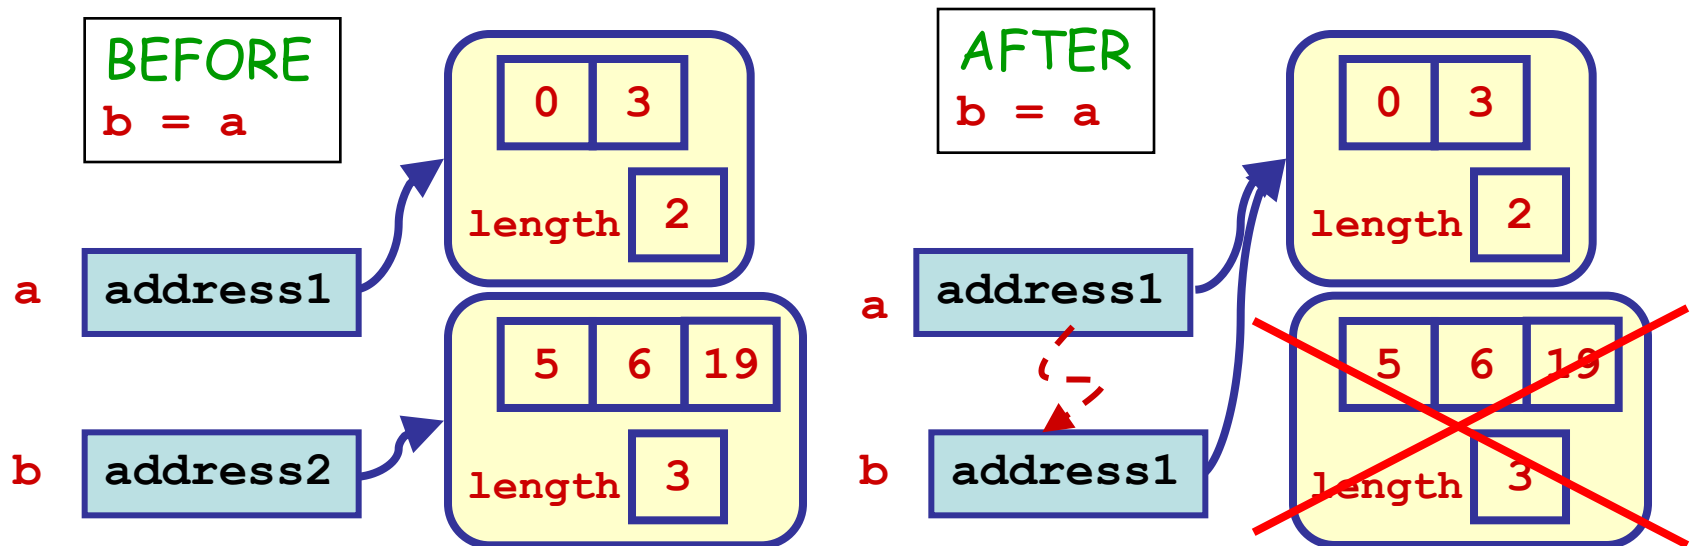 BEFORE
b = a
0 3
length 2
a address1
5 6 19
b address2
length 3
AFTER
b = a
0 3
length 2
a address1
5 6 19
b address1
length 3